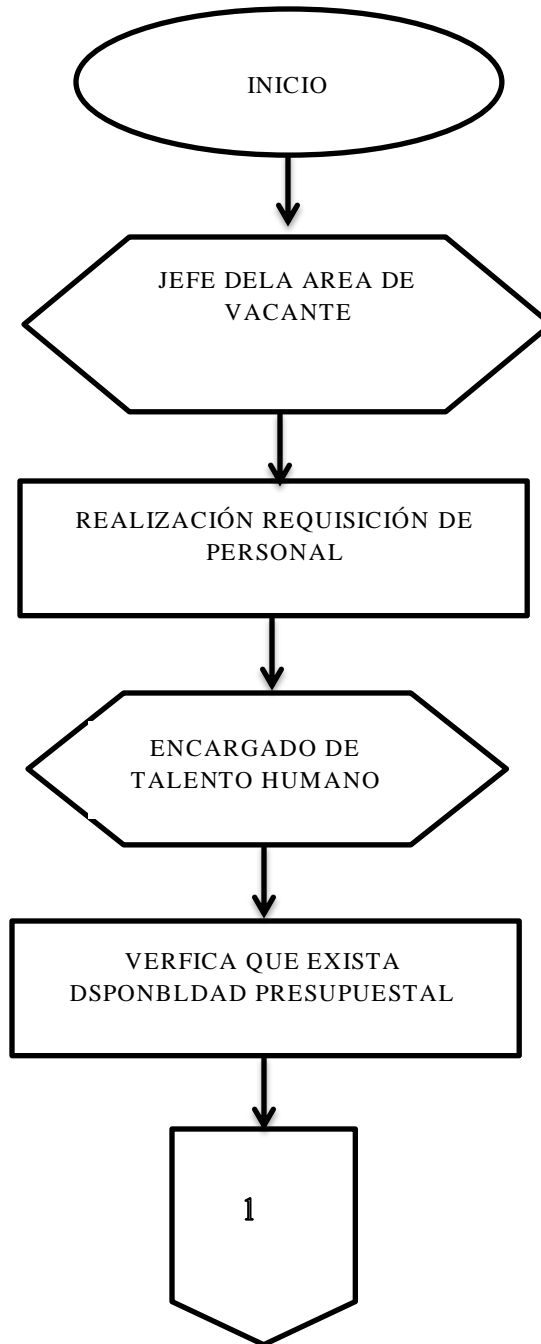 INICIO
JEFE DELA AREA DE
VACANTE
REALIZACIÓN REQUISICIÓN DE
PERSONAL
ENCARGADO DE
TALENTO HUMANO
VERFICA QUE EXISTA
DSPONBLDAD PRESUPUESTAL
1